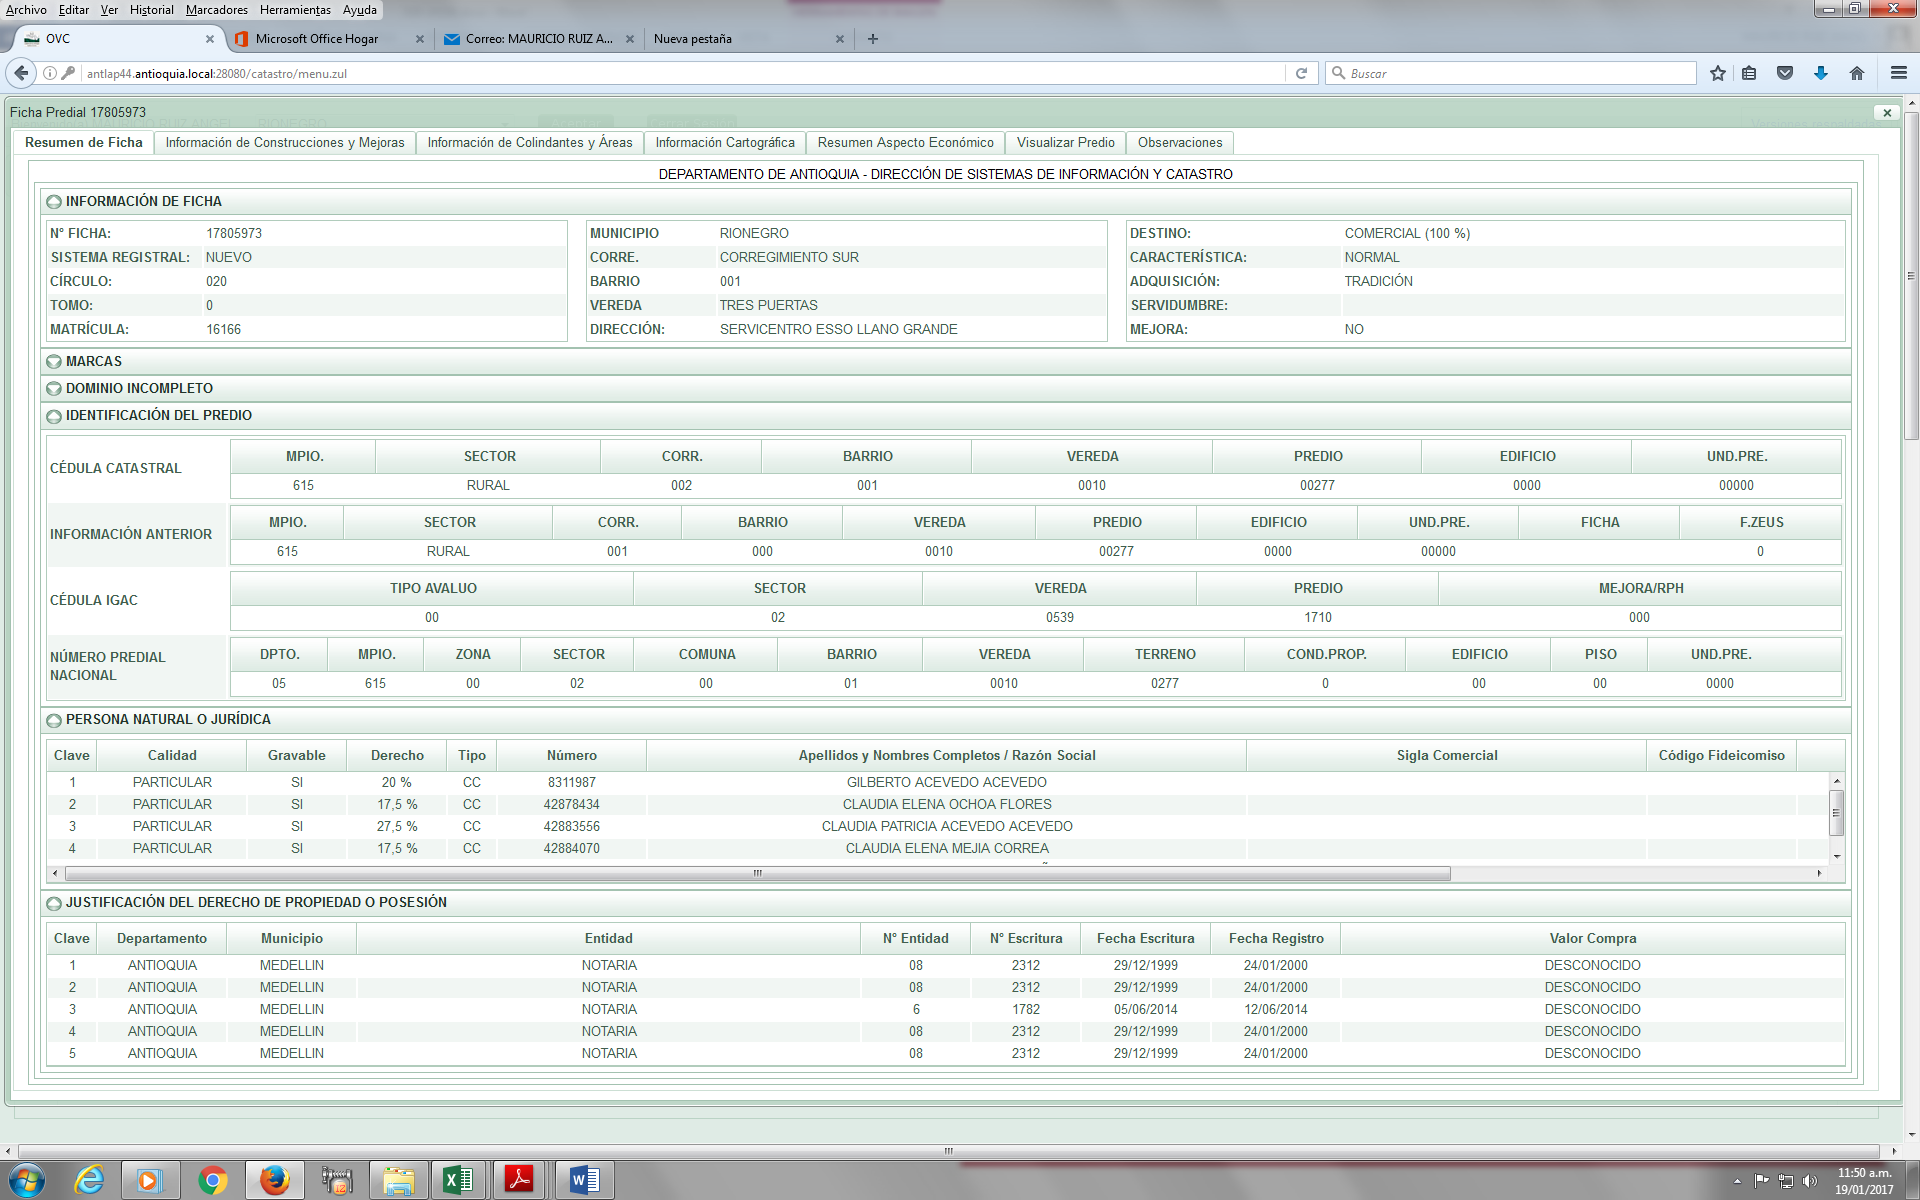 Archivo Editar Ver Historial Marcadores Herramientas Ayuda
OVC Microsoft Office Hogar Correo: MAURICIO RUIZ A... Nueva pestaña
antlap44.antioquia.local:28080/catastro/menu.zul Buscar
Ficha Predial 17805973
Resumen de Ficha Información de Construcciones y Mejoras Información de Colindantes y Áreas Información Cartográfica Resumen Aspecto Económico Visualizar Predio Observaciones
DEPARTAMENTO DE ANTIOQUIA - DIRECCIÓN DE SISTEMAS DE INFORMACIÓN Y CATASTRO
INFORMACIÓN DE FICHA
N° FICHA: 17805973 MUNICIPIO RIONEGRO DESTINO: COMERCIAL (100 %)
SISTEMA REGISTRAL: NUEVO CORRE. CORREGIMIENTO SUR CARACTERÍSTICA: NORMAL
CÍRCULO: 020 BARRIO 001 ADQUISICIÓN: TRADICIÓN
TOMO: 0 VEREDA TRES PUERTAS SERVIDUMBRE:
MATRÍCULA: 16166 DIRECCIÓN: SERVICENTRO ESSO LLANO GRANDE MEJORA: NO
MARCAS
DOMINIO INCOMPLETO
IDENTIFICACIÓN DEL PREDIO
CÉDULA CATASTRAL
MPIO. SECTOR CORR. BARRIO VEREDA PREDIO EDIFICIO UND.PRE.
615 RURAL 002 001 0010 00277 0000 00000
INFORMACIÓN ANTERIOR
MPIO. SECTOR CORR. BARRIO VEREDA PREDIO EDIFICIO UND.PRE. FICHA F.ZEUS
615 RURAL 001 000 0010 00277 0000 00000 0
CÉDULA IGAC
TIPO AVALUO SECTOR VEREDA PREDIO MEJORA/RPH
00 02 0539 1710 000
NÚMERO PREDIAL NACIONAL
DPTO. MPIO. ZONA SECTOR COMUNA BARRIO VEREDA TERRENO COND.PROP. EDIFICIO PISO UND.PRE.
05 615 00 02 00 01 0010 0277 0 00 00 0000
PERSONA NATURAL O JURÍDICA
Clave Calidad Gravable Derecho Tipo Número Apellidos y Nombres Completos / Razón Social Sigla Comercial Código Fideicomiso
1 PARTICULAR SI 20 % CC 8311987 GILBERTO ACEVEDO ACEVEDO
2 PARTICULAR SI 17,5 % CC 42878434 CLAUDIA ELENA OCHOA FLORES
3 PARTICULAR SI 27,5 % CC 42883556 CLAUDIA PATRICIA ACEVEDO ACEVEDO
4 PARTICULAR SI 17,5 % CC 42884070 CLAUDIA ELENA MEJIA CORREA
JUSTIFICACIÓN DEL DERECHO DE PROPIEDAD O POSESIÓN
Clave Departamento Municipio Entidad N° Entidad N° Escritura Fecha Escritura Fecha Registro Valor Compra
1 ANTIOQUIA MEDELLIN NOTARIA 08 2312 29/12/1999 24/01/2000 DESCONOCIDO
2 ANTIOQUIA MEDELLIN NOTARIA 08 2312 29/12/1999 24/01/2000 DESCONOCIDO
3 ANTIOQUIA MEDELLIN NOTARIA 6 1782 05/06/2014 12/06/2014 DESCONOCIDO
4 ANTIOQUIA MEDELLIN NOTARIA 08 2312 29/12/1999 24/01/2000 DESCONOCIDO
5 ANTIOQUIA MEDELLIN NOTARIA 08 2312 29/12/1999 24/01/2000 DESCONOCIDO
11:50 a.m.
19/01/2017